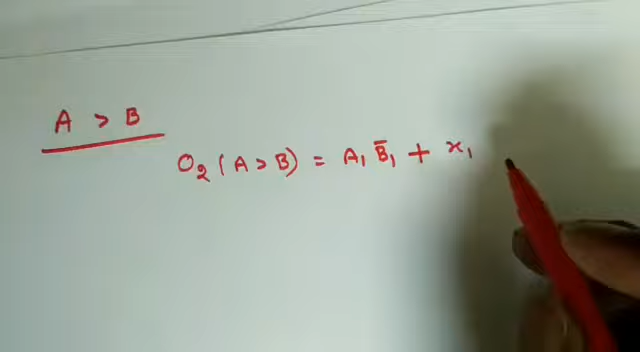 A > B
O₂ (A > B) = A₁ B̅₁ + x₁